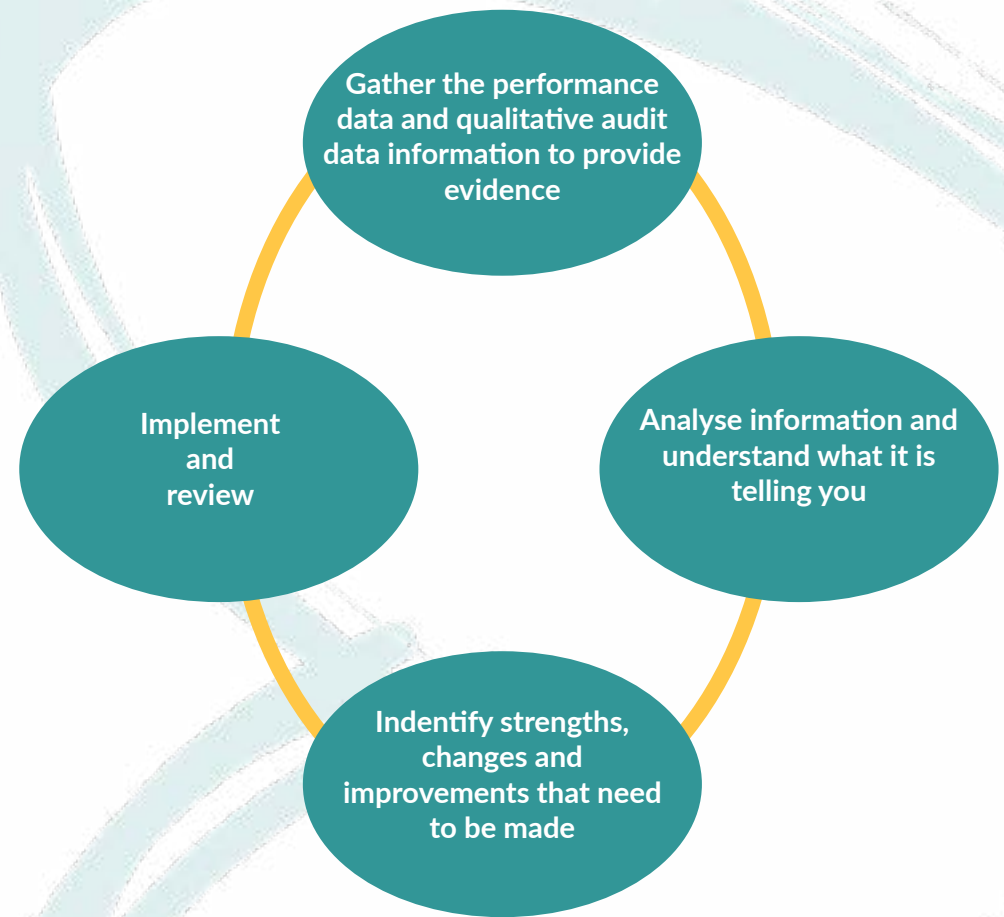 Gather the performance
data and qualitative audit
data information to provide
evidence
Analyse information and
understand what it is
telling you
Indentify strengths,
changes and
improvements that need
to be made
Implement
and
review